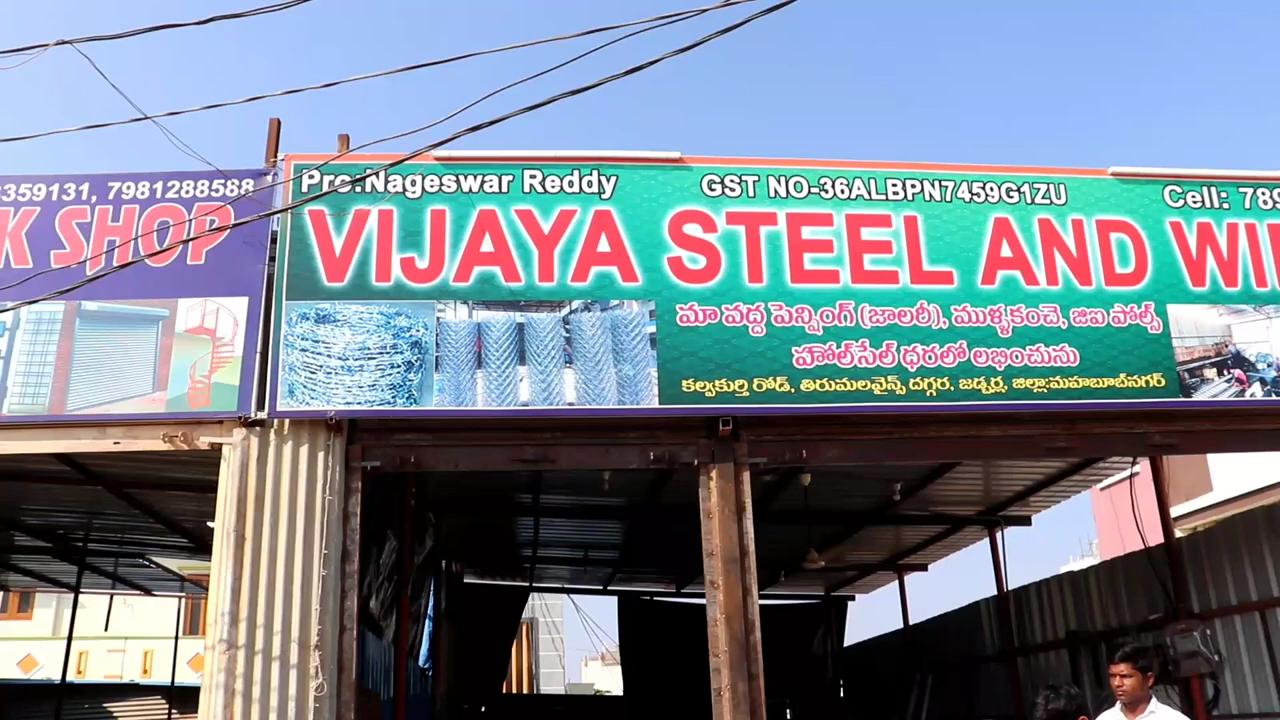 359131, 7981288588
K SHOP
Pro:Nageswar Reddy
GST NO-36ALBPN7459G1ZU
Cell: 789
VIJAYA STEEL AND WI
మా వద్ద పెన్షింగ్ (జాలరీ), ముళ్ళకంచె, జిఐ పోల్స్
హోల్‌సేల్ ధరలో లభించును
కల్వకుర్తి రోడ్, తిరుమలవైన్స్ దగ్గర, జడ్చర్ల, జిల్లా:మహబూబ్‌నగర్